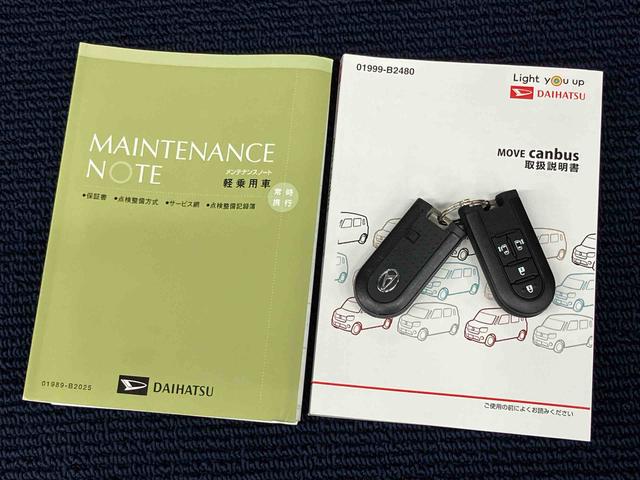 MAINTENANCE
NOTE
メンテナンスノート
軽乗用車
常時
携行
•保証書 •点検整備方式 •サービス網 •点検整備記録簿
01989-B2025
DAIHATSU
01999-B2480
Light you up
DAIHATSU
MOVE canbus
取扱説明書
ご使用の前によくお読みください